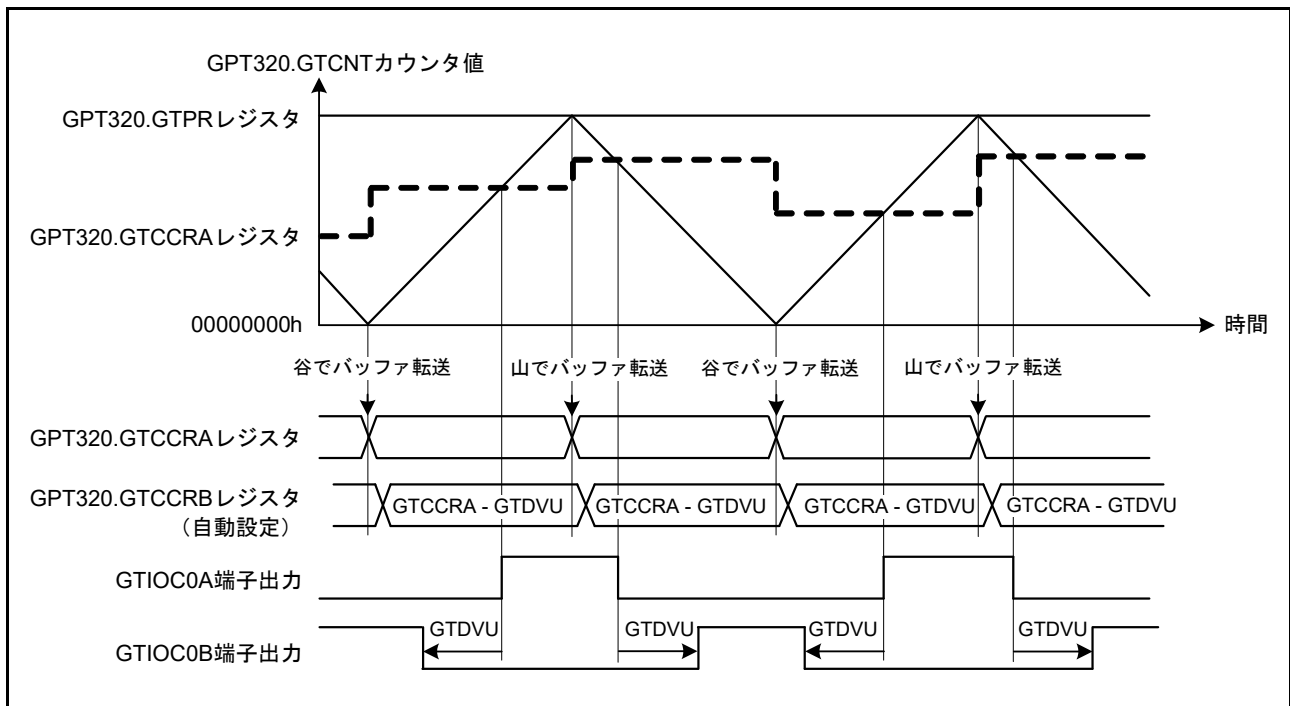 GPT320.GTCNTカウンタ値
GPT320.GTPRレジスタ
GPT320.GTCCRAレジスタ
00000000h
時間
谷でバッファ転送 山でバッファ転送 谷でバッファ転送 山でバッファ転送
GPT320.GTCCRAレジスタ
GPT320.GTCCRBレジスタ
（自動設定）
GTCCRA - GTDVU GTCCRA - GTDVU GTCCRA - GTDVU GTCCRA - GTDVU
GTIOC0A端子出力
GTIOC0B端子出力
GTDVU GTDVU GTDVU GTDVU